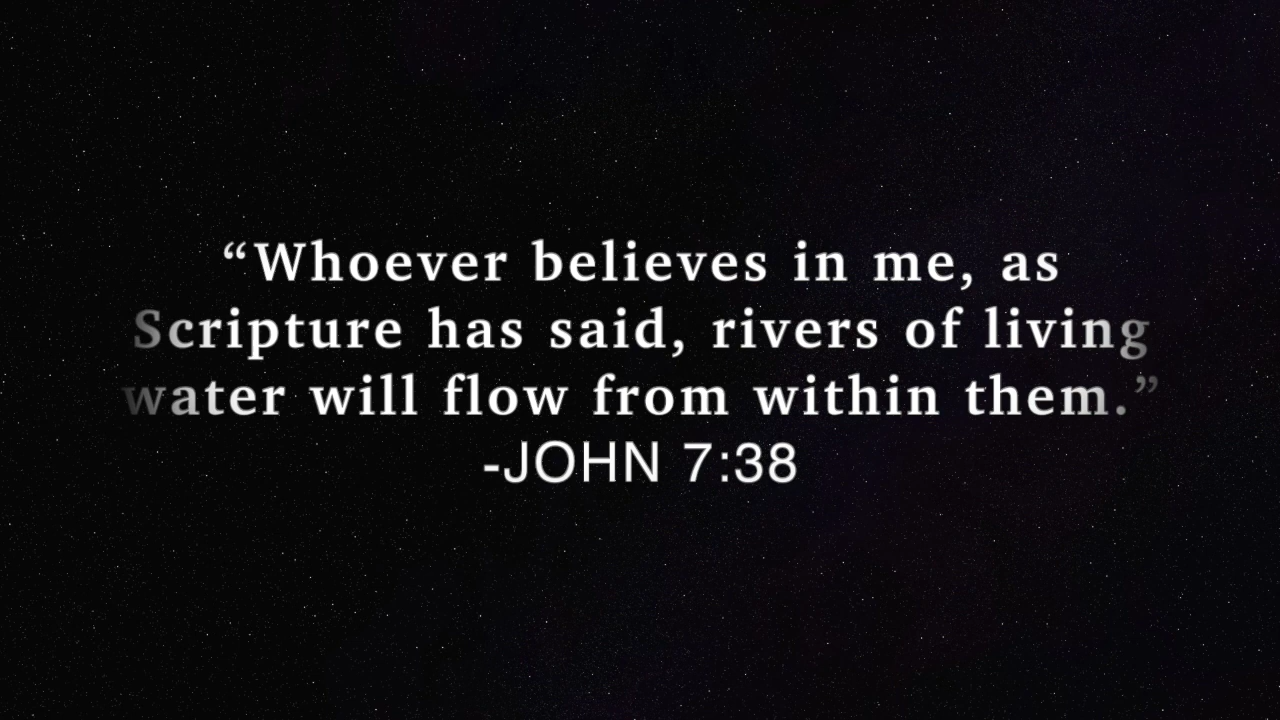 “Whoever believes in me, as
Scripture has said, rivers of living
water will flow from within them.”
-JOHN 7:38